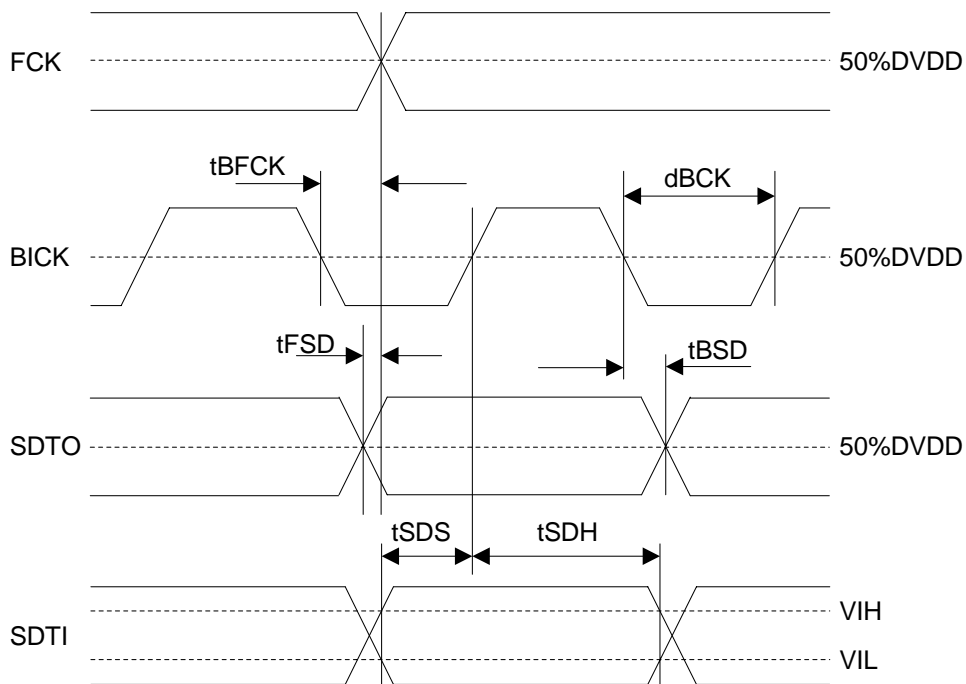 FCK
50%DVDD
tBFCK
dBCK
BICK
50%DVDD
tFSD
tBSD
SDTO
50%DVDD
tSDS
tSDH
SDTI
VIH
VIL